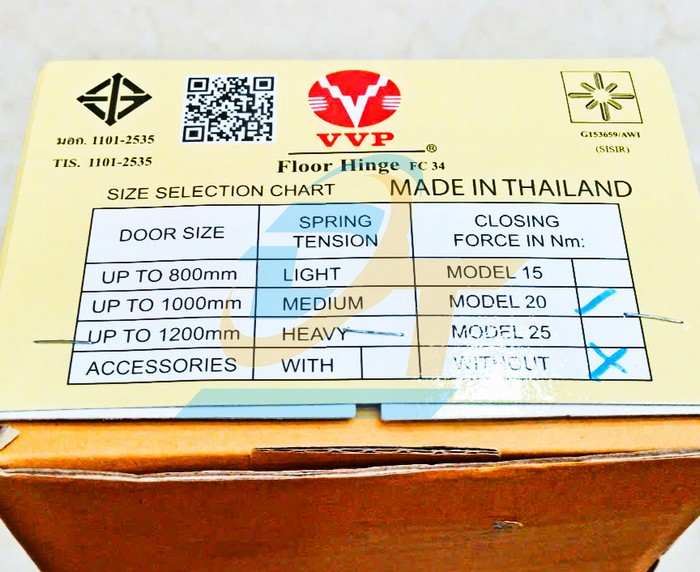 มอก. 1101-2535
TIS. 1101-2535
VVP®
Floor Hinge FC 34
G153659/AWI
(SISIR)
SIZE SELECTION CHART
MADE IN THAILAND
DOOR SIZE SPRING TENSION CLOSING FORCE IN Nm:
UP TO 800mm LIGHT MODEL 15
UP TO 1000mm MEDIUM MODEL 20
UP TO 1200mm HEAVY MODEL 25
ACCESSORIES WITH WITHOUT